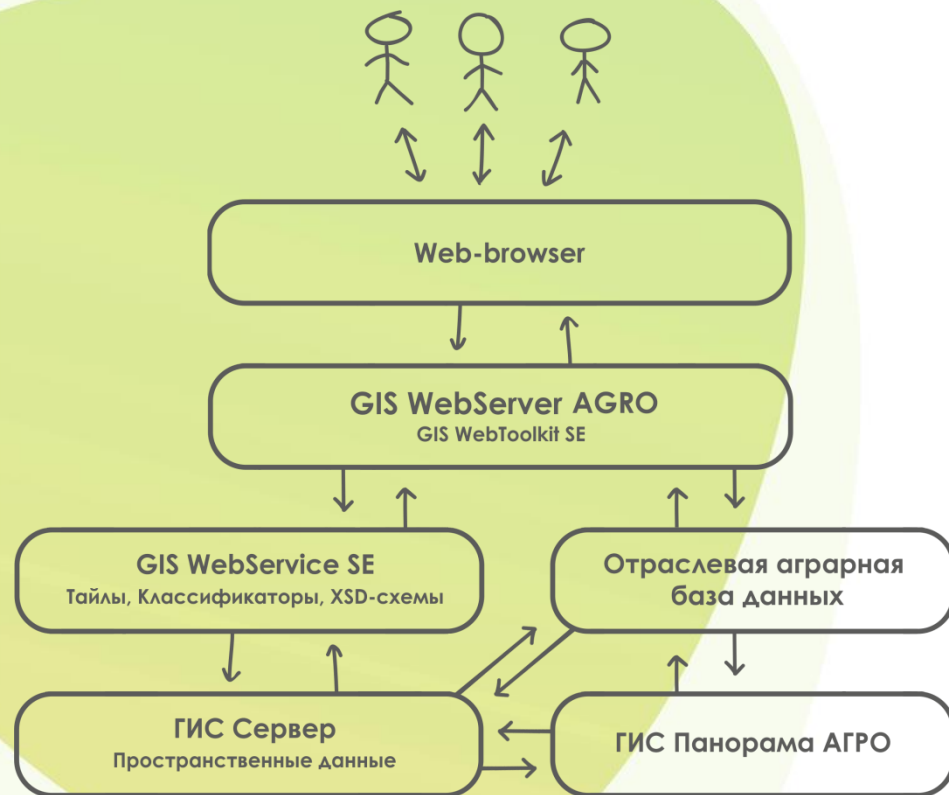 Web-browser
GIS WebServer AGRO
GIS WebToolkit SE
GIS WebService SE
Тайлы, Классификаторы, XSD-схемы
Отраслевая аграрная
база данных
ГИС Сервер
Пространственные данные
ГИС Панорама АГРО